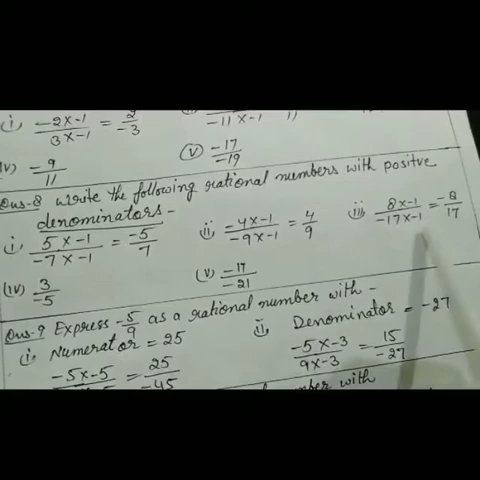 (i) -2×-1/3×-1 = 2/-3
-11×-1 11
(iv) -9/11 (v) -17/-19
Ques-8 Write the following rational numbers with positve
denominators-
i 5×-1/-7×-1 = -5/7 ii -4×-1/-9×-1 = 4/9 iii 8×-1/-17×-1 = -8/17
(iv) 3/-5 (v) -17/-21
Ques-9 Express -5/9 as a rational number with-
i, Numerator = 25 ii, Denominator = -27
-5×-5 = 25/-45 -5×-3/9×-3 = 15/-27
with